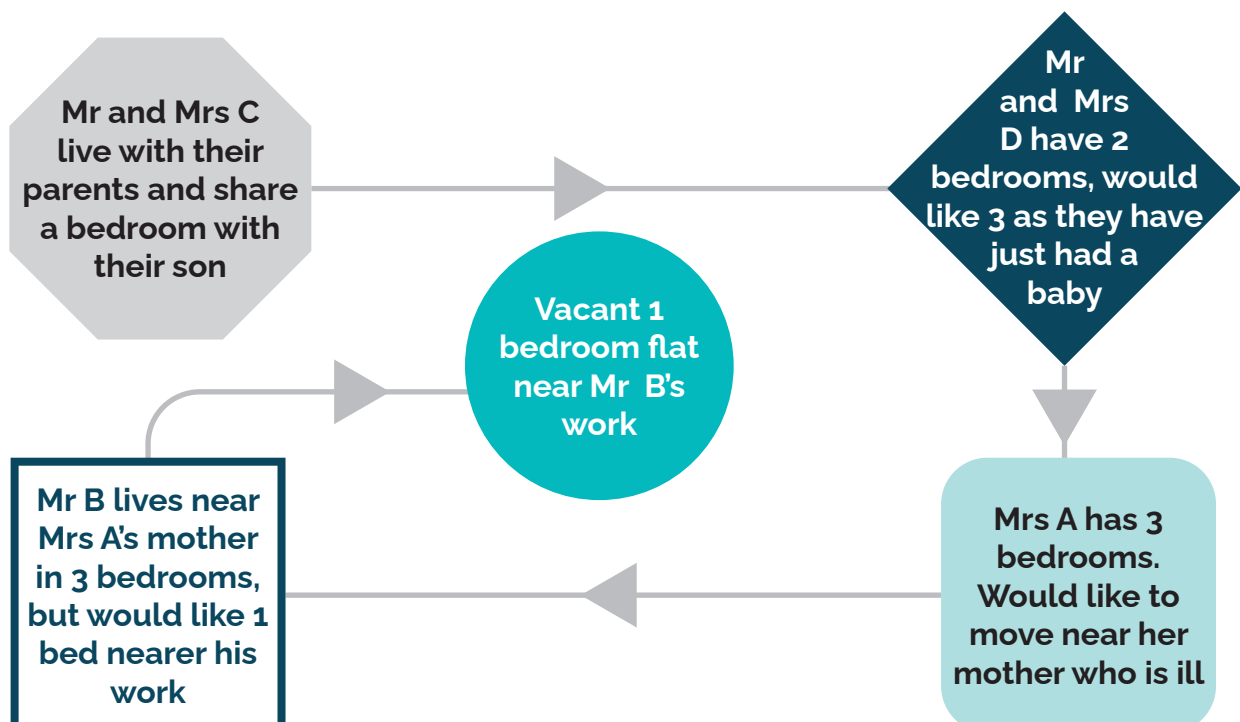 Mr and Mrs C
live with their
parents and share
a bedroom with
their son
Mr
and Mrs
D have 2
bedrooms, would
like 3 as they have
just had a
baby
Vacant 1
bedroom flat
near Mr B's
work
Mr B lives near
Mrs A's mother
in 3 bedrooms,
but would like 1
bed nearer his
work
Mrs A has 3
bedrooms.
Would like to
move near her
mother who is ill